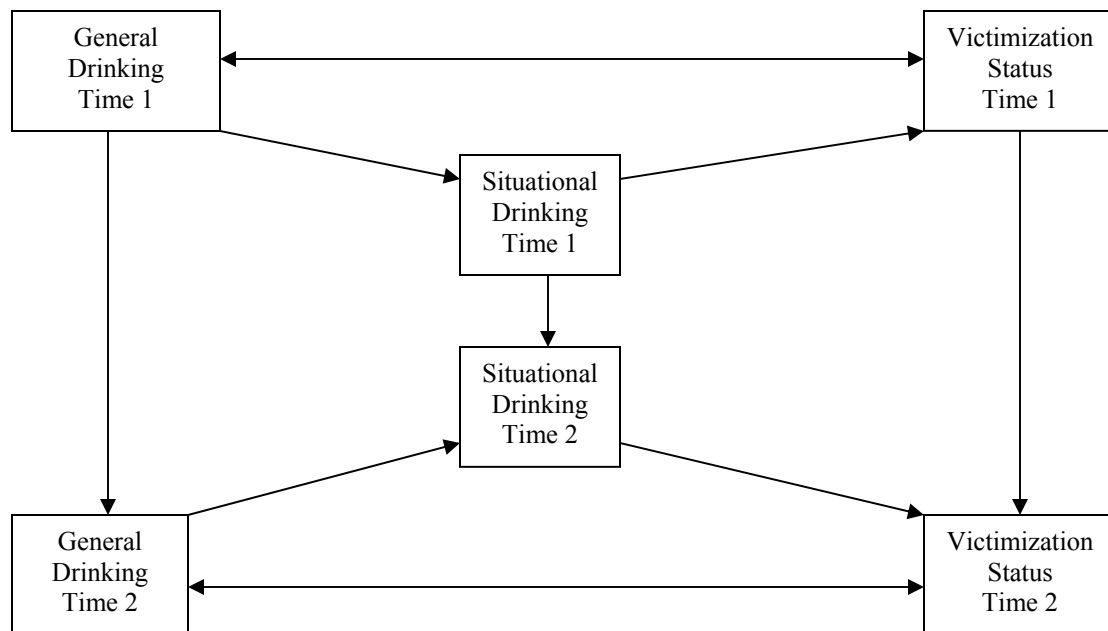 General
Drinking
Time 1
Victimization
Status
Time 1
Situational
Drinking
Time 1
Situational
Drinking
Time 2
General
Drinking
Time 2
Victimization
Status
Time 2